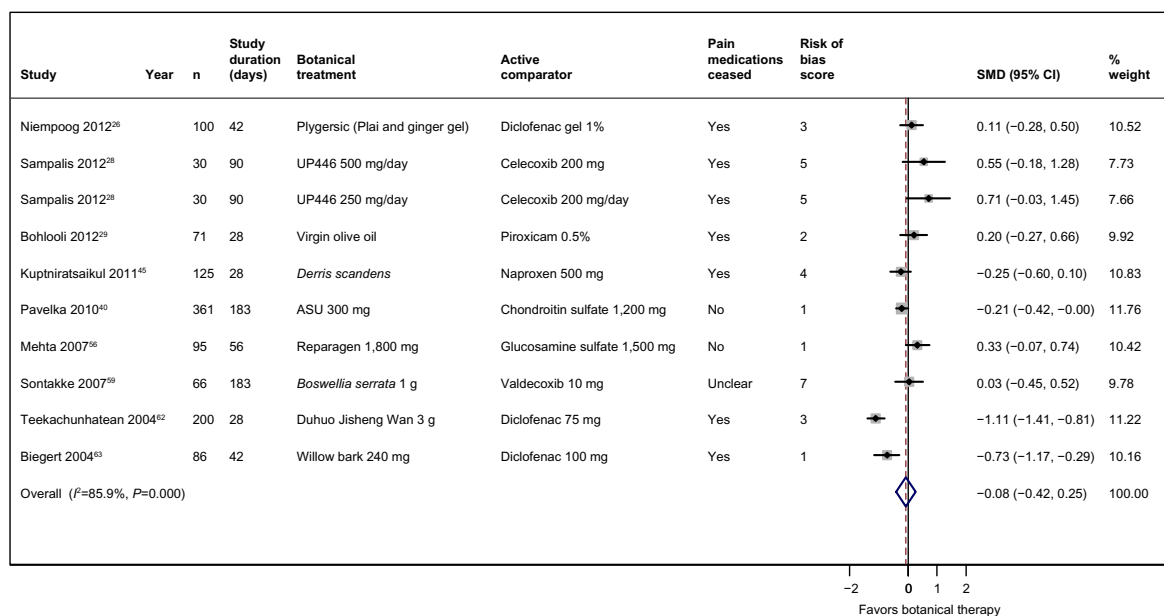 Study Year n Study duration (days) Botanical treatment Active comparator Pain medications ceased Risk of bias score SMD (95% CI) % weight
Niempoog 2012²⁶ 100 42 Plygersic (Plai and ginger gel) Diclofenac gel 1% Yes 3 0.11 (−0.28, 0.50) 10.52
Sampalis 2012²⁸ 30 90 UP446 500 mg/day Celecoxib 200 mg Yes 5 0.55 (−0.18, 1.28) 7.73
Sampalis 2012²⁸ 30 90 UP446 250 mg/day Celecoxib 200 mg/day Yes 5 0.71 (−0.03, 1.45) 7.66
Bohlooli 2012²⁹ 71 28 Virgin olive oil Piroxicam 0.5% Yes 2 0.20 (−0.27, 0.66) 9.92
Kuptniratsaikul 2011⁴⁵ 125 28 Derris scandens Naproxen 500 mg Yes 4 −0.25 (−0.60, 0.10) 10.83
Pavelka 2010⁴⁰ 361 183 ASU 300 mg Chondroitin sulfate 1,200 mg No 1 −0.21 (−0.42, −0.00) 11.76
Mehta 2007⁵⁶ 95 56 Reparagen 1,800 mg Glucosamine sulfate 1,500 mg No 1 0.33 (−0.07, 0.74) 10.42
Sontakke 2007⁵⁹ 66 183 Boswellia serrata 1 g Valdecoxib 10 mg Unclear 7 0.03 (−0.45, 0.52) 9.78
Teekachunhatean 2004⁶² 200 28 Duhuo Jisheng Wan 3 g Diclofenac 75 mg Yes 3 −1.11 (−1.41, −0.81) 11.22
Biegert 2004⁶³ 86 42 Willow bark 240 mg Diclofenac 100 mg Yes 1 −0.73 (−1.17, −0.29) 10.16
Overall (I²=85.9%, P=0.000) −0.08 (−0.42, 0.25) 100.00
−2 0 1 2
Favors botanical therapy